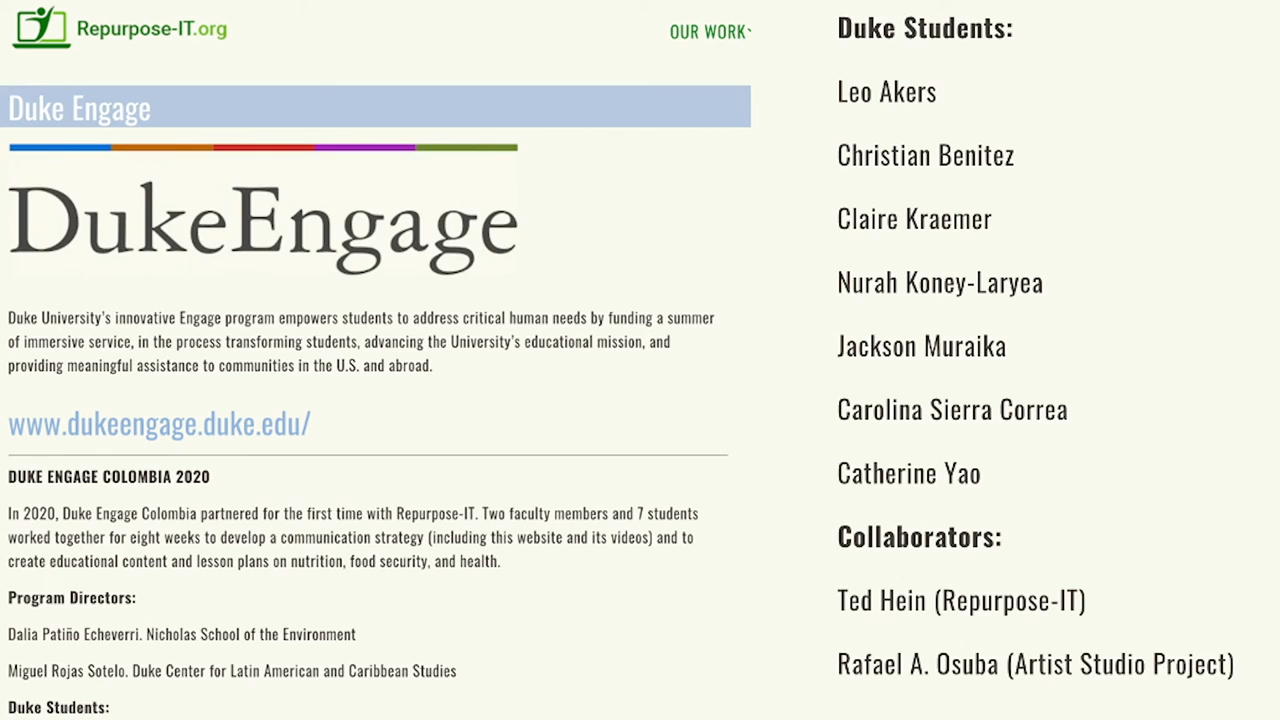 Repurpose-IT.org
OUR WORK
Duke Engage
DukeEngage
Duke University's innovative Engage program empowers students to address critical human needs by funding a summer
of immersive service, in the process transforming students, advancing the University's educational mission, and
providing meaningful assistance to communities in the U.S. and abroad.
www.dukeengage.duke.edu/
DUKE ENGAGE COLOMBIA 2020
In 2020, Duke Engage Colombia partnered for the first time with Repurpose-IT. Two faculty members and 7 students
worked together for eight weeks to develop a communication strategy (including this website and its videos) and to
create educational content and lesson plans on nutrition, food security, and health.
Program Directors:
Dalia Patiño Echeverri. Nicholas School of the Environment
Miguel Rojas Sotelo. Duke Center for Latin American and Caribbean Studies
Duke Students:
Duke Students:
Leo Akers
Christian Benitez
Claire Kraemer
Nurah Koney-Laryea
Jackson Muraika
Carolina Sierra Correa
Catherine Yao
Collaborators:
Ted Hein (Repurpose-IT)
Rafael A. Osuba (Artist Studio Project)